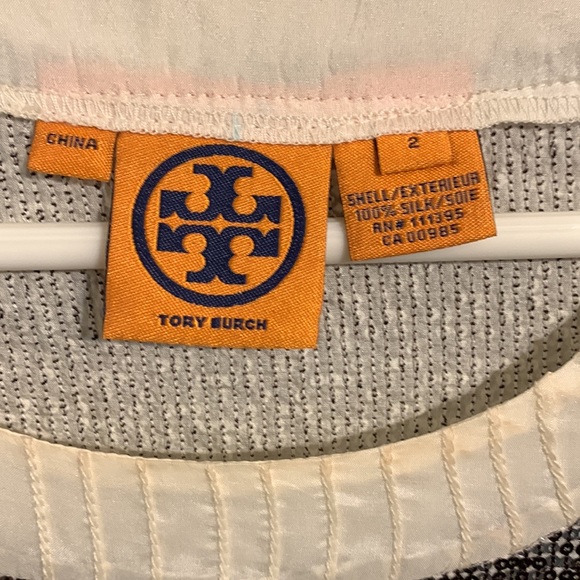 CHINA
TORY BURCH
2
SHELL/EXTERIEUR
100% SILK/SOIE
RN# 111395
CA 00985